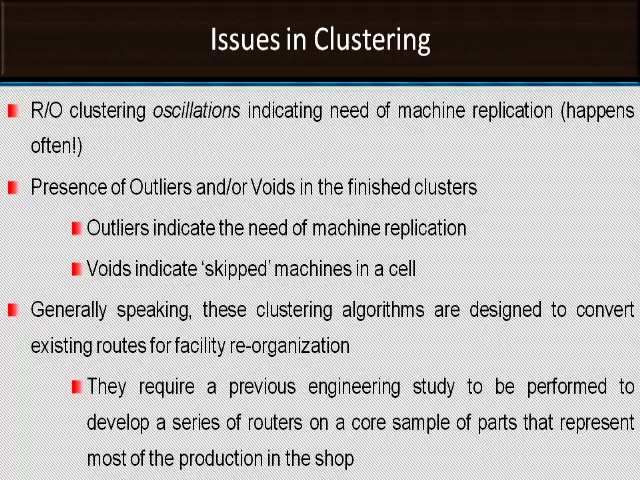 Issues in Clustering
R/O clustering oscillations indicating need of machine replication (happens
often!)
Presence of Outliers and/or Voids in the finished clusters
Outliers indicate the need of machine replication
Voids indicate ‘skipped’ machines in a cell
Generally speaking, these clustering algorithms are designed to convert
existing routes for facility re-organization
They require a previous engineering study to be performed to
develop a series of routers on a core sample of parts that represent
most of the production in the shop